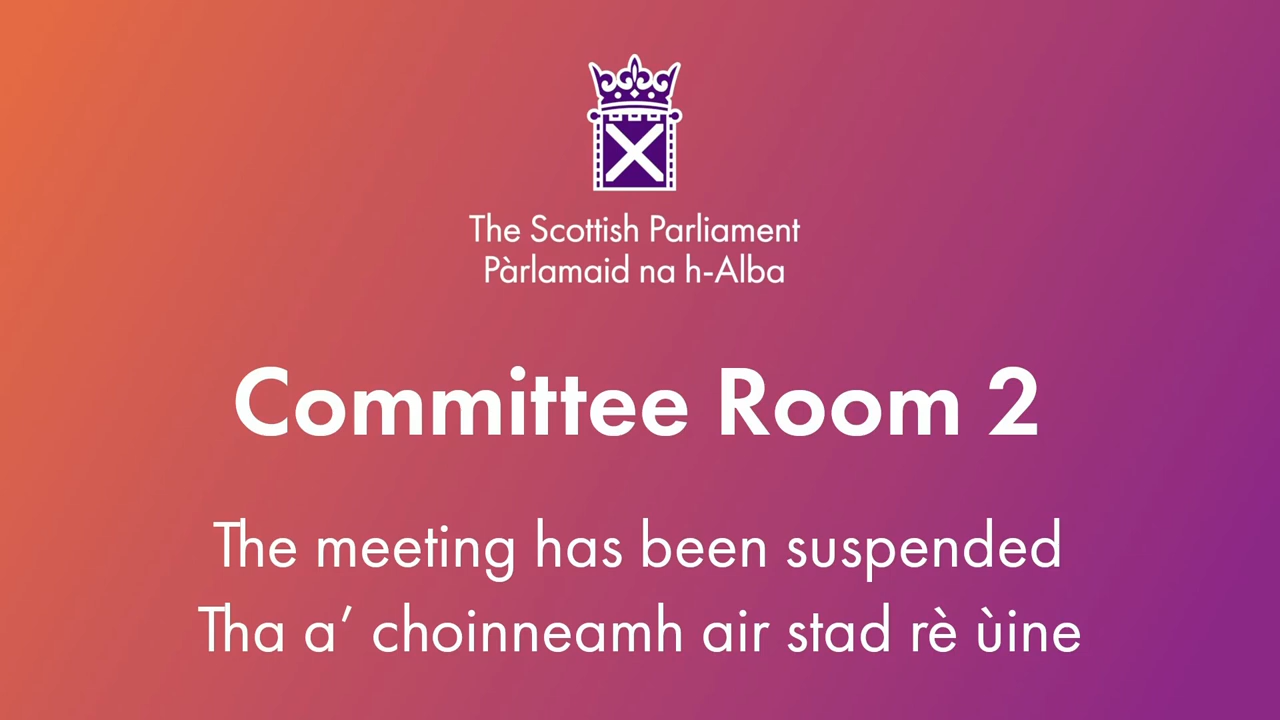 The Scottish Parliament
Pàrlamaid na h-Alba
Committee Room 2
The meeting has been suspended
Tha a’ choinneamh air stad rè ùine